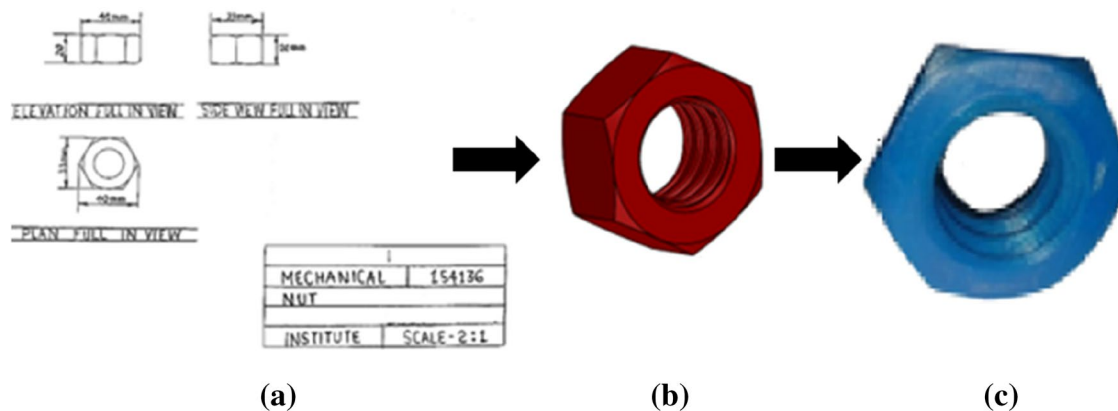 40mm
20
ELEVATION FULL IN VIEW
20mm
SIDE VIEW FULL IN VIEW
40mm
PLAN FULL IN VIEW
MECHANICAL 154136
NUT
INSTITUTE SCALE-2:1
(a)
(b)
(c)